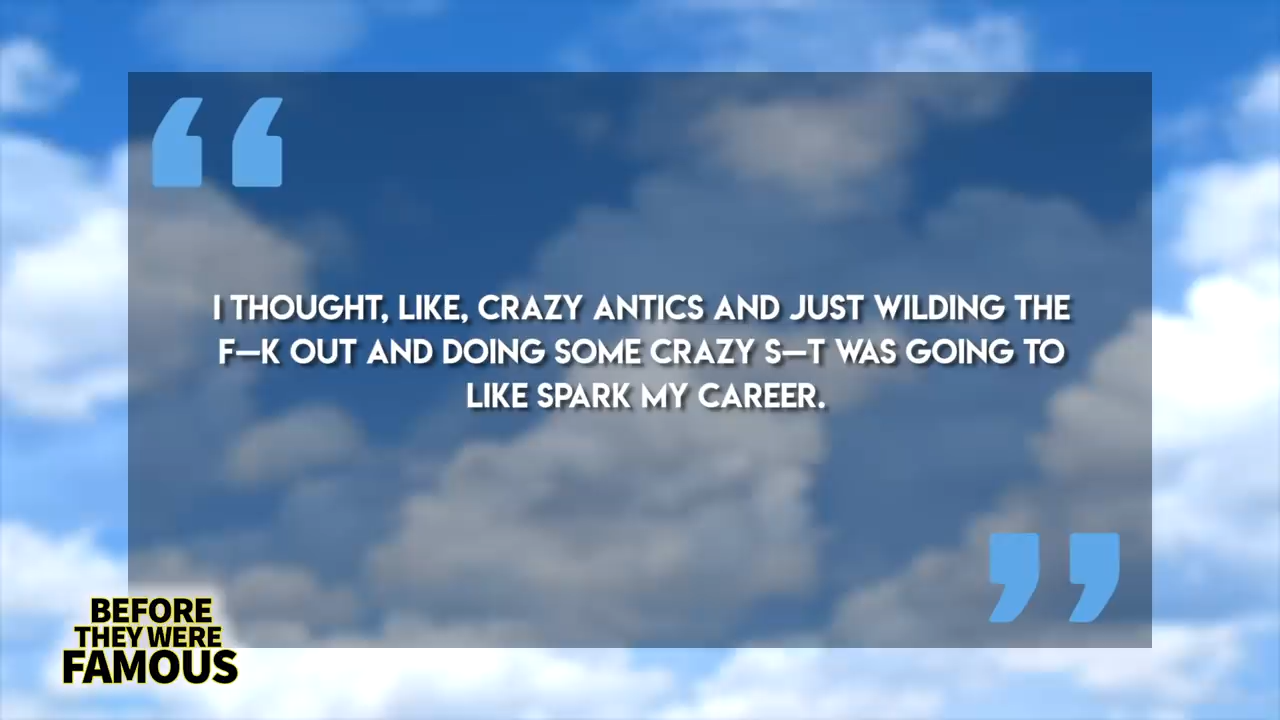 “
I THOUGHT, LIKE, CRAZY ANTICS AND JUST WILDING THE
F—K OUT AND DOING SOME CRAZY S—T WAS GOING TO
LIKE SPARK MY CAREER.
”
BEFORE
THEY WERE
FAMOUS